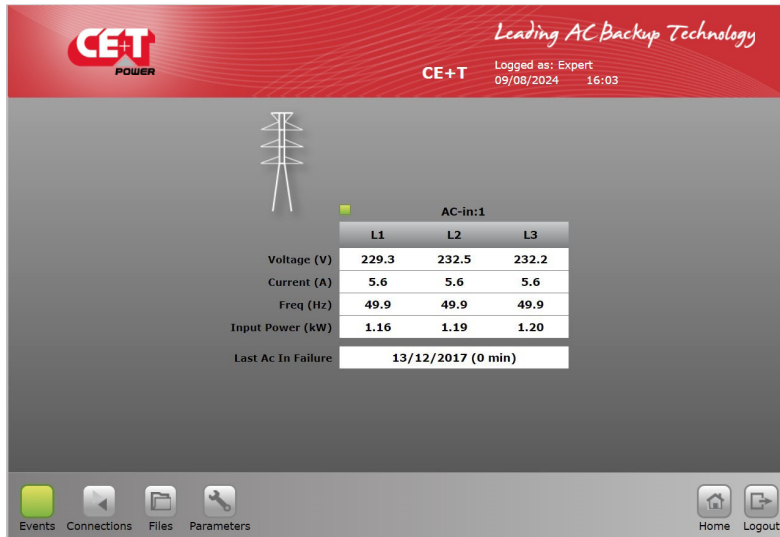 CE+T
POWER
Leading AC Backup Technology
CE+T
Logged as: Expert
09/08/2024 16:03
AC-in:1
L1 L2 L3
Voltage (V) 229.3 232.5 232.2
Current (A) 5.6 5.6 5.6
Freq (Hz) 49.9 49.9 49.9
Input Power (kW) 1.16 1.19 1.20
Last Ac In Failure 13/12/2017 (0 min)
Events Connections Files Parameters Home Logout